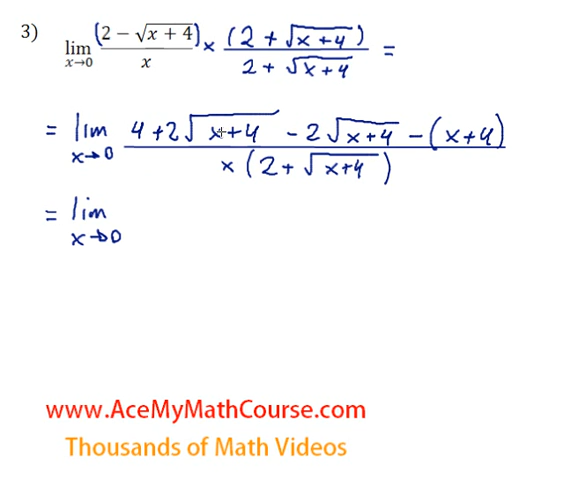 3) lim x→0 (2 − √x + 4) / x × (2 + √x + 4) / 2 + √x + 4 =
= lim x→0 4 + 2√x + 4 − 2√x + 4 − (x + 4) / x (2 + √x + 4)
= lim x→0
www.AceMyMathCourse.com
Thousands of Math Videos